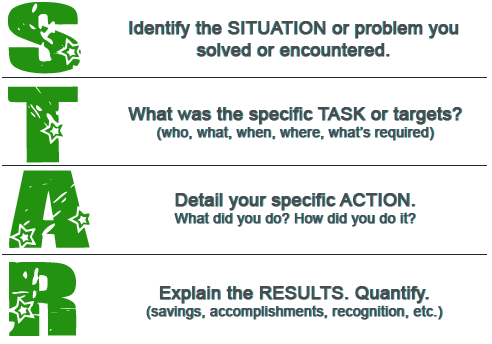 S
Identify the SITUATION or problem you
solved or encountered.
T
What was the specific TASK or targets?
(who, what, when, where, what's required)
A
Detail your specific ACTION.
What did you do? How did you do it?
R
Explain the RESULTS. Quantify.
(savings, accomplishments, recognition, etc.)